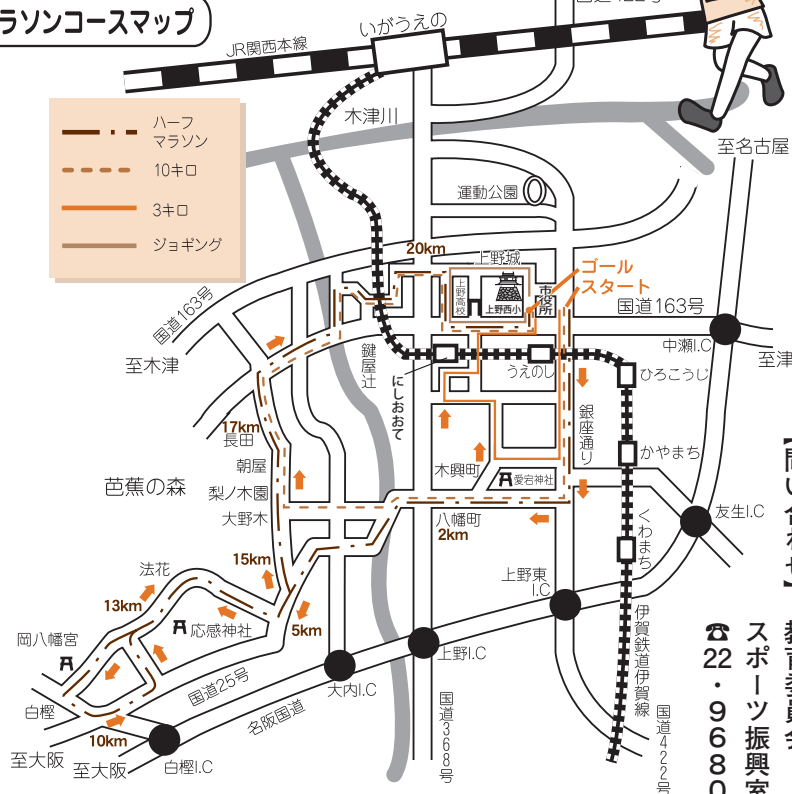 ラソンコースマップ
いがうえの
JR関西本線
ハーフ
マラソン
10キロ
3キロ
ジョギング
木津川
至名古屋
運動公園
20km
上野城
上野高校
上野西小
市役所
ゴール
スタート
国道163号
国道163号
至木津
鍵屋辻
にしおおて
うえのし
中瀬I.C
至津
ひろこうじ
銀座通り
17km
長田
朝屋
梨ノ木園
大野木
芭蕉の森
木興町
愛宕神社
かやまち
八幡町
2km
友生I.C
くわまち
15km
法花
13km
応感神社
5km
上野東
I.C
岡八幡宮
白樫
国道25号
名阪国道
大内I.C
上野I.C
伊賀鉄道伊賀線
10km
至大阪
至大阪
白樫I.C
国道368号
国道422号
スポーツ振興室
☎22・9680